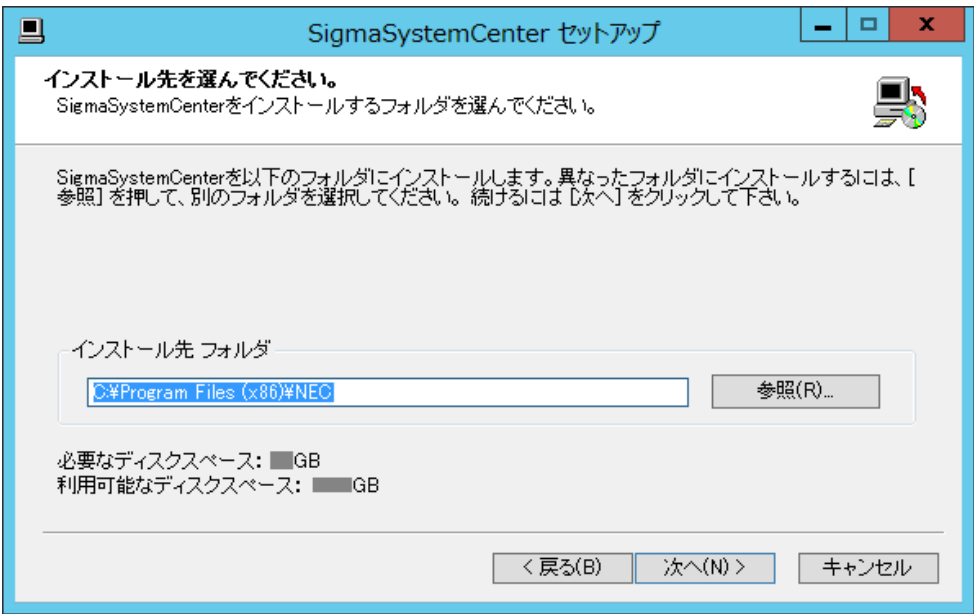 SigmaSystemCenter セットアップ
インストール先を選んでください。
SigmaSystemCenterをインストールするフォルダを選んでください。
SigmaSystemCenterを以下のフォルダにインストールします。異なったフォルダにインストールするには、[
参照] を押して、別のフォルダを選択してください。 続けるには [次へ] をクリックして下さい。
インストール先 フォルダ
C:¥Program Files (x86)¥NEC
参照(R)...
必要なディスクスペース: GB
利用可能なディスクスペース: GB
< 戻る(B)
次へ(N) >
キャンセル